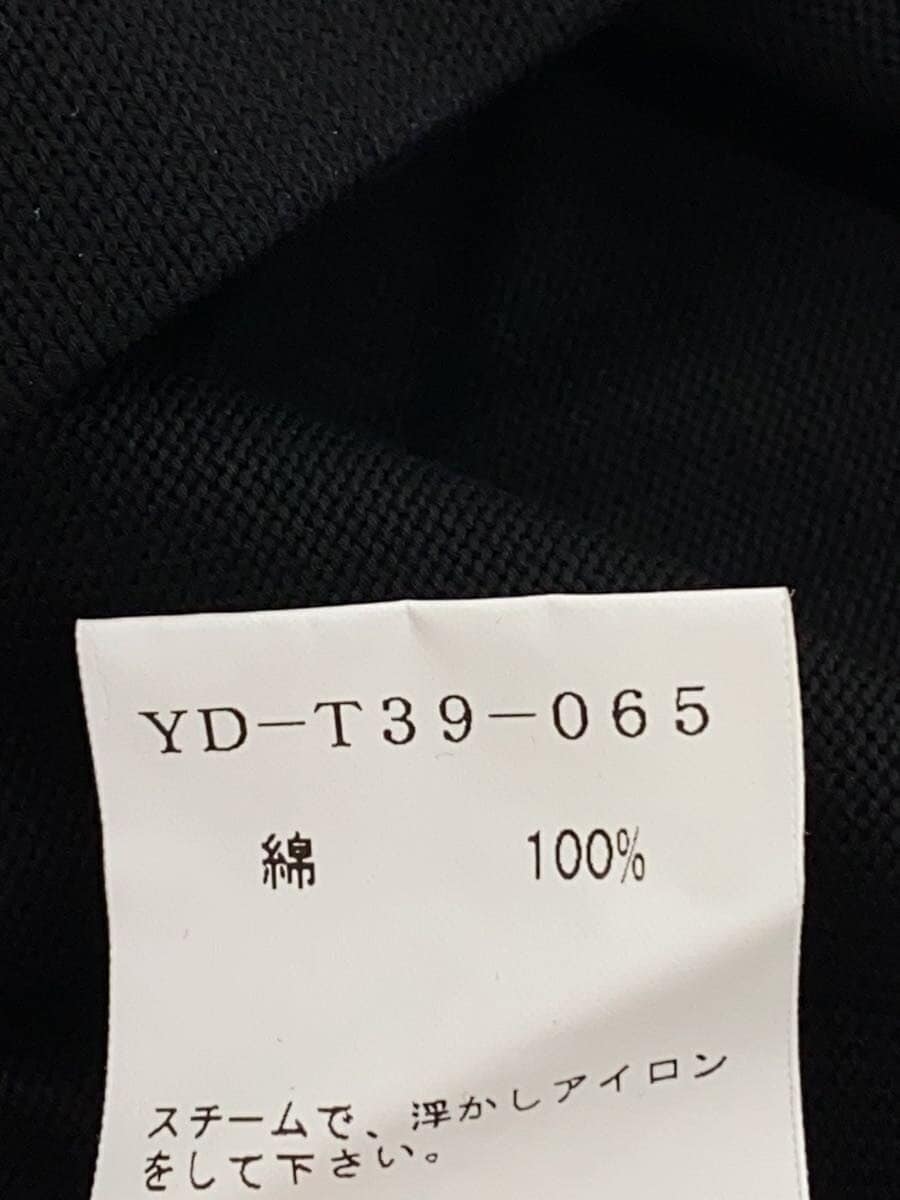 YD−T39−065
綿 100%
スチームで、浮かしアイロン
をして下さい。